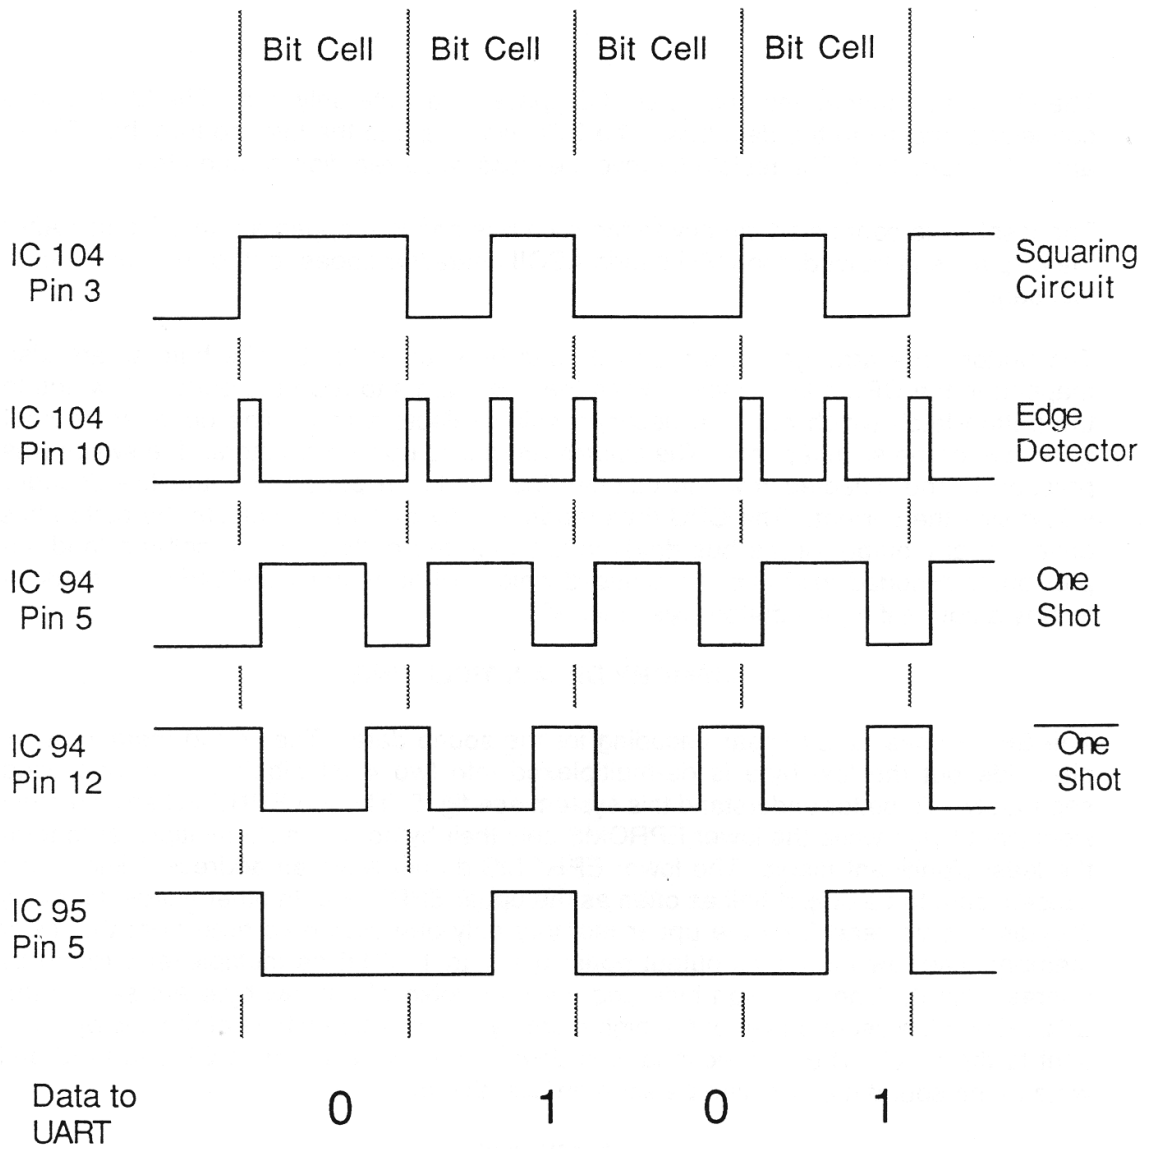 Bit Cell Bit Cell Bit Cell Bit Cell
IC 104
Pin 3
Squaring
Circuit
IC 104
Pin 10
Edge
Detector
IC 94
Pin 5
One
Shot
IC 94
Pin 12
One
Shot
IC 95
Pin 5
Data to
UART
0 1 0 1